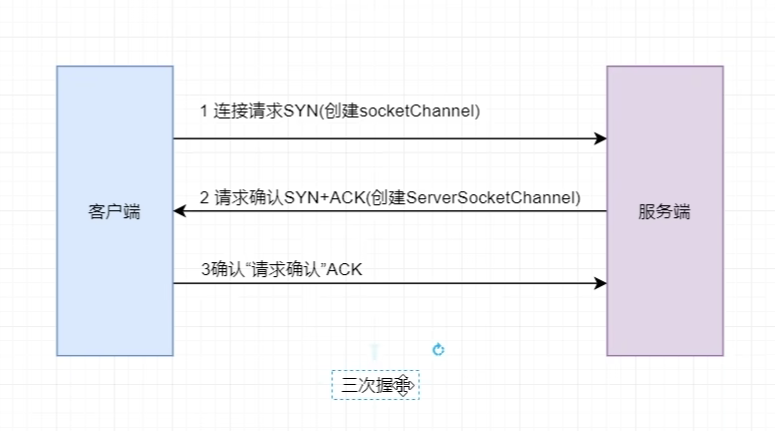 1 连接请求SYN(创建socketChannel)
2 请求确认SYN+ACK(创建ServerSocketChannel)
客户端
服务端
3确认“请求确认”ACK
三次握手